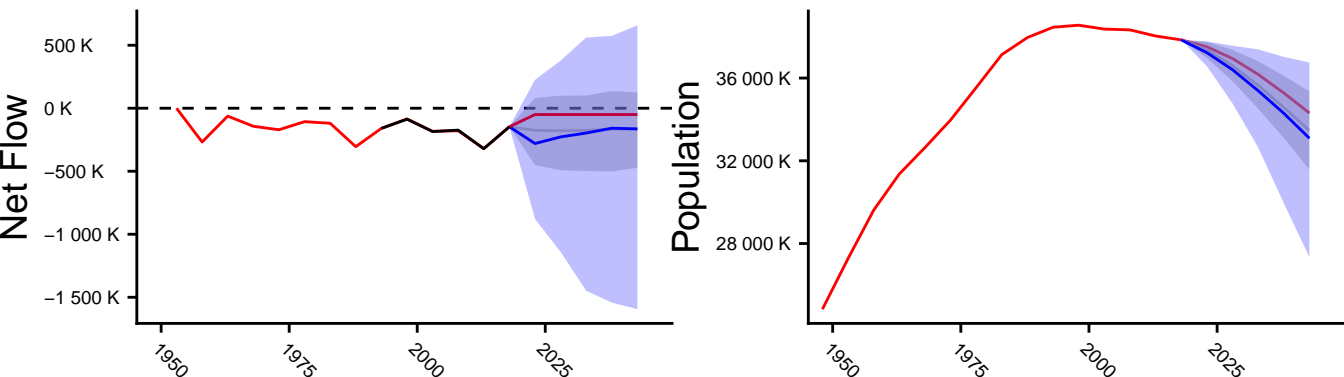 Net Flow
500 K
0 K
−500 K
−1 000 K
−1 500 K
1950
1975
2000
2025
Population
36 000 K
32 000 K
28 000 K
1950
1975
2000
2025